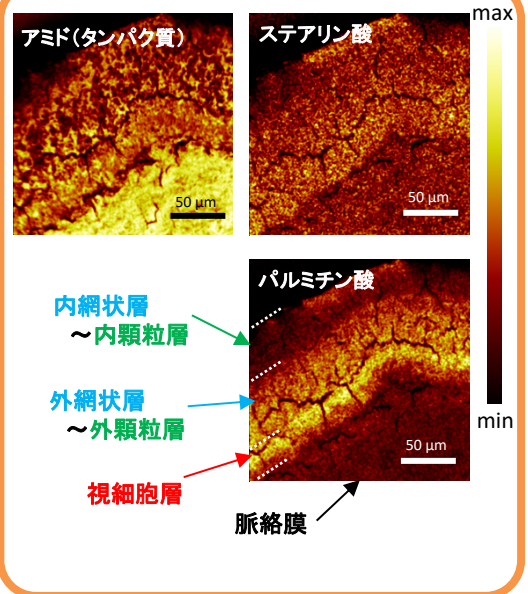 アミド（タンパク質）
50 µm
ステアリン酸
50 µm
max
min
パルミチン酸
50 µm
内網状層
～内顆粒層
外網状層
～外顆粒層
視細胞層
脈絡膜